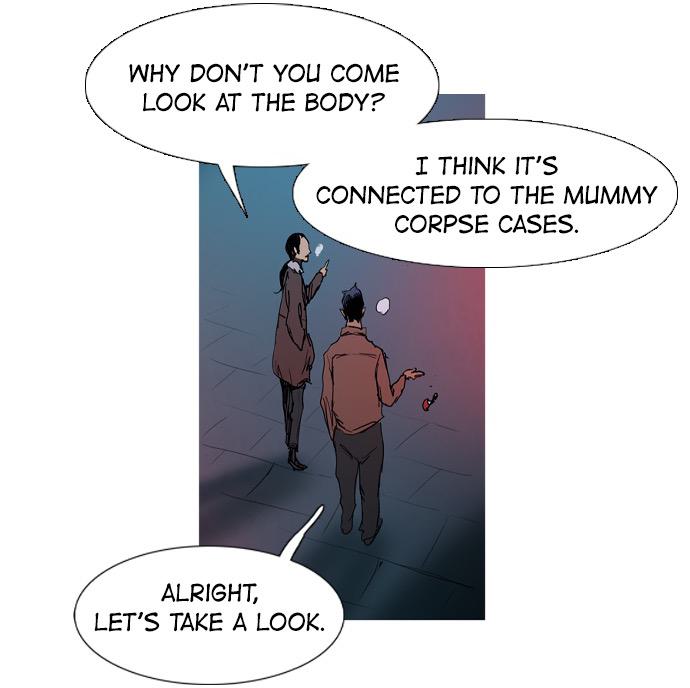 WHY DON'T YOU COME
LOOK AT THE BODY?
I THINK IT'S
CONNECTED TO THE MUMMY
CORPSE CASES.
ALRIGHT,
LET'S TAKE A LOOK.